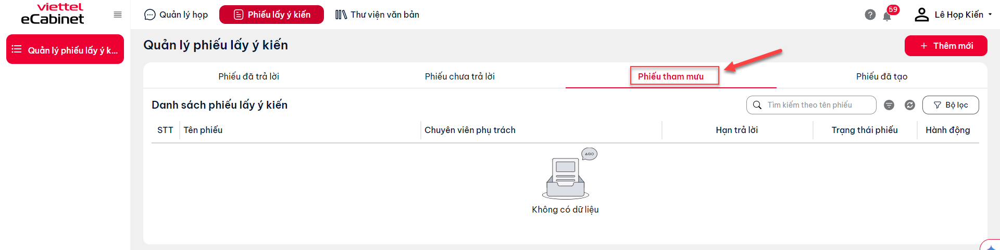 viettel
eCabinet
Quản lý họp
Phiếu lấy ý kiến
Thư viện văn bản
?
59
Lê Họp Kiến
Quản lý phiếu lấy ý k...
Quản lý phiếu lấy ý kiến
+ Thêm mới
Phiếu đã trả lời
Phiếu chưa trả lời
Phiếu tham mưu
Phiếu đã tạo
Danh sách phiếu lấy ý kiến
Tìm kiếm theo tên phiếu
Bộ lọc
STT
Tên phiếu
Chuyên viên phụ trách
Hạn trả lời
Trạng thái phiếu
Hành động
Không có dữ liệu